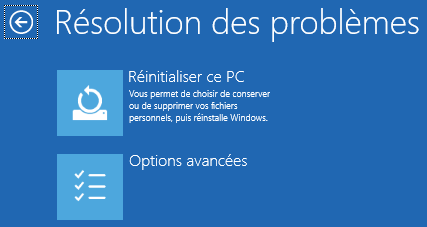 Résolution des problèmes
Réinitialiser ce PC
Vous permet de choisir de conserver
ou de supprimer vos fichiers
personnels, puis réinstalle Windows.
Options avancées